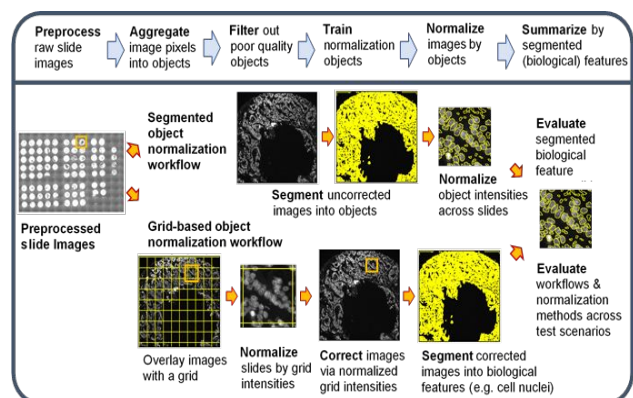 Preprocess
raw slide
images
Aggregate
image pixels
into objects
Filter out
poor quality
objects
Train
normalization
objects
Normalize
images by
objects
Summarize by
segmented
(biological) features
Segmented
object
normalization
workflow
Segment uncorrected
images into objects
Normalize
object intensities
across slides
Evaluate
segmented
biological
feature
Preprocessed
slide Images
Grid-based object
normalization workflow
Overlay images
with a grid
Normalize
slides by grid
intensities
Correct images
via normalized
grid intensities
Segment corrected
images into biological
features (e.g. cell nuclei)
Evaluate
workflows &
normalization
methods across
test scenarios